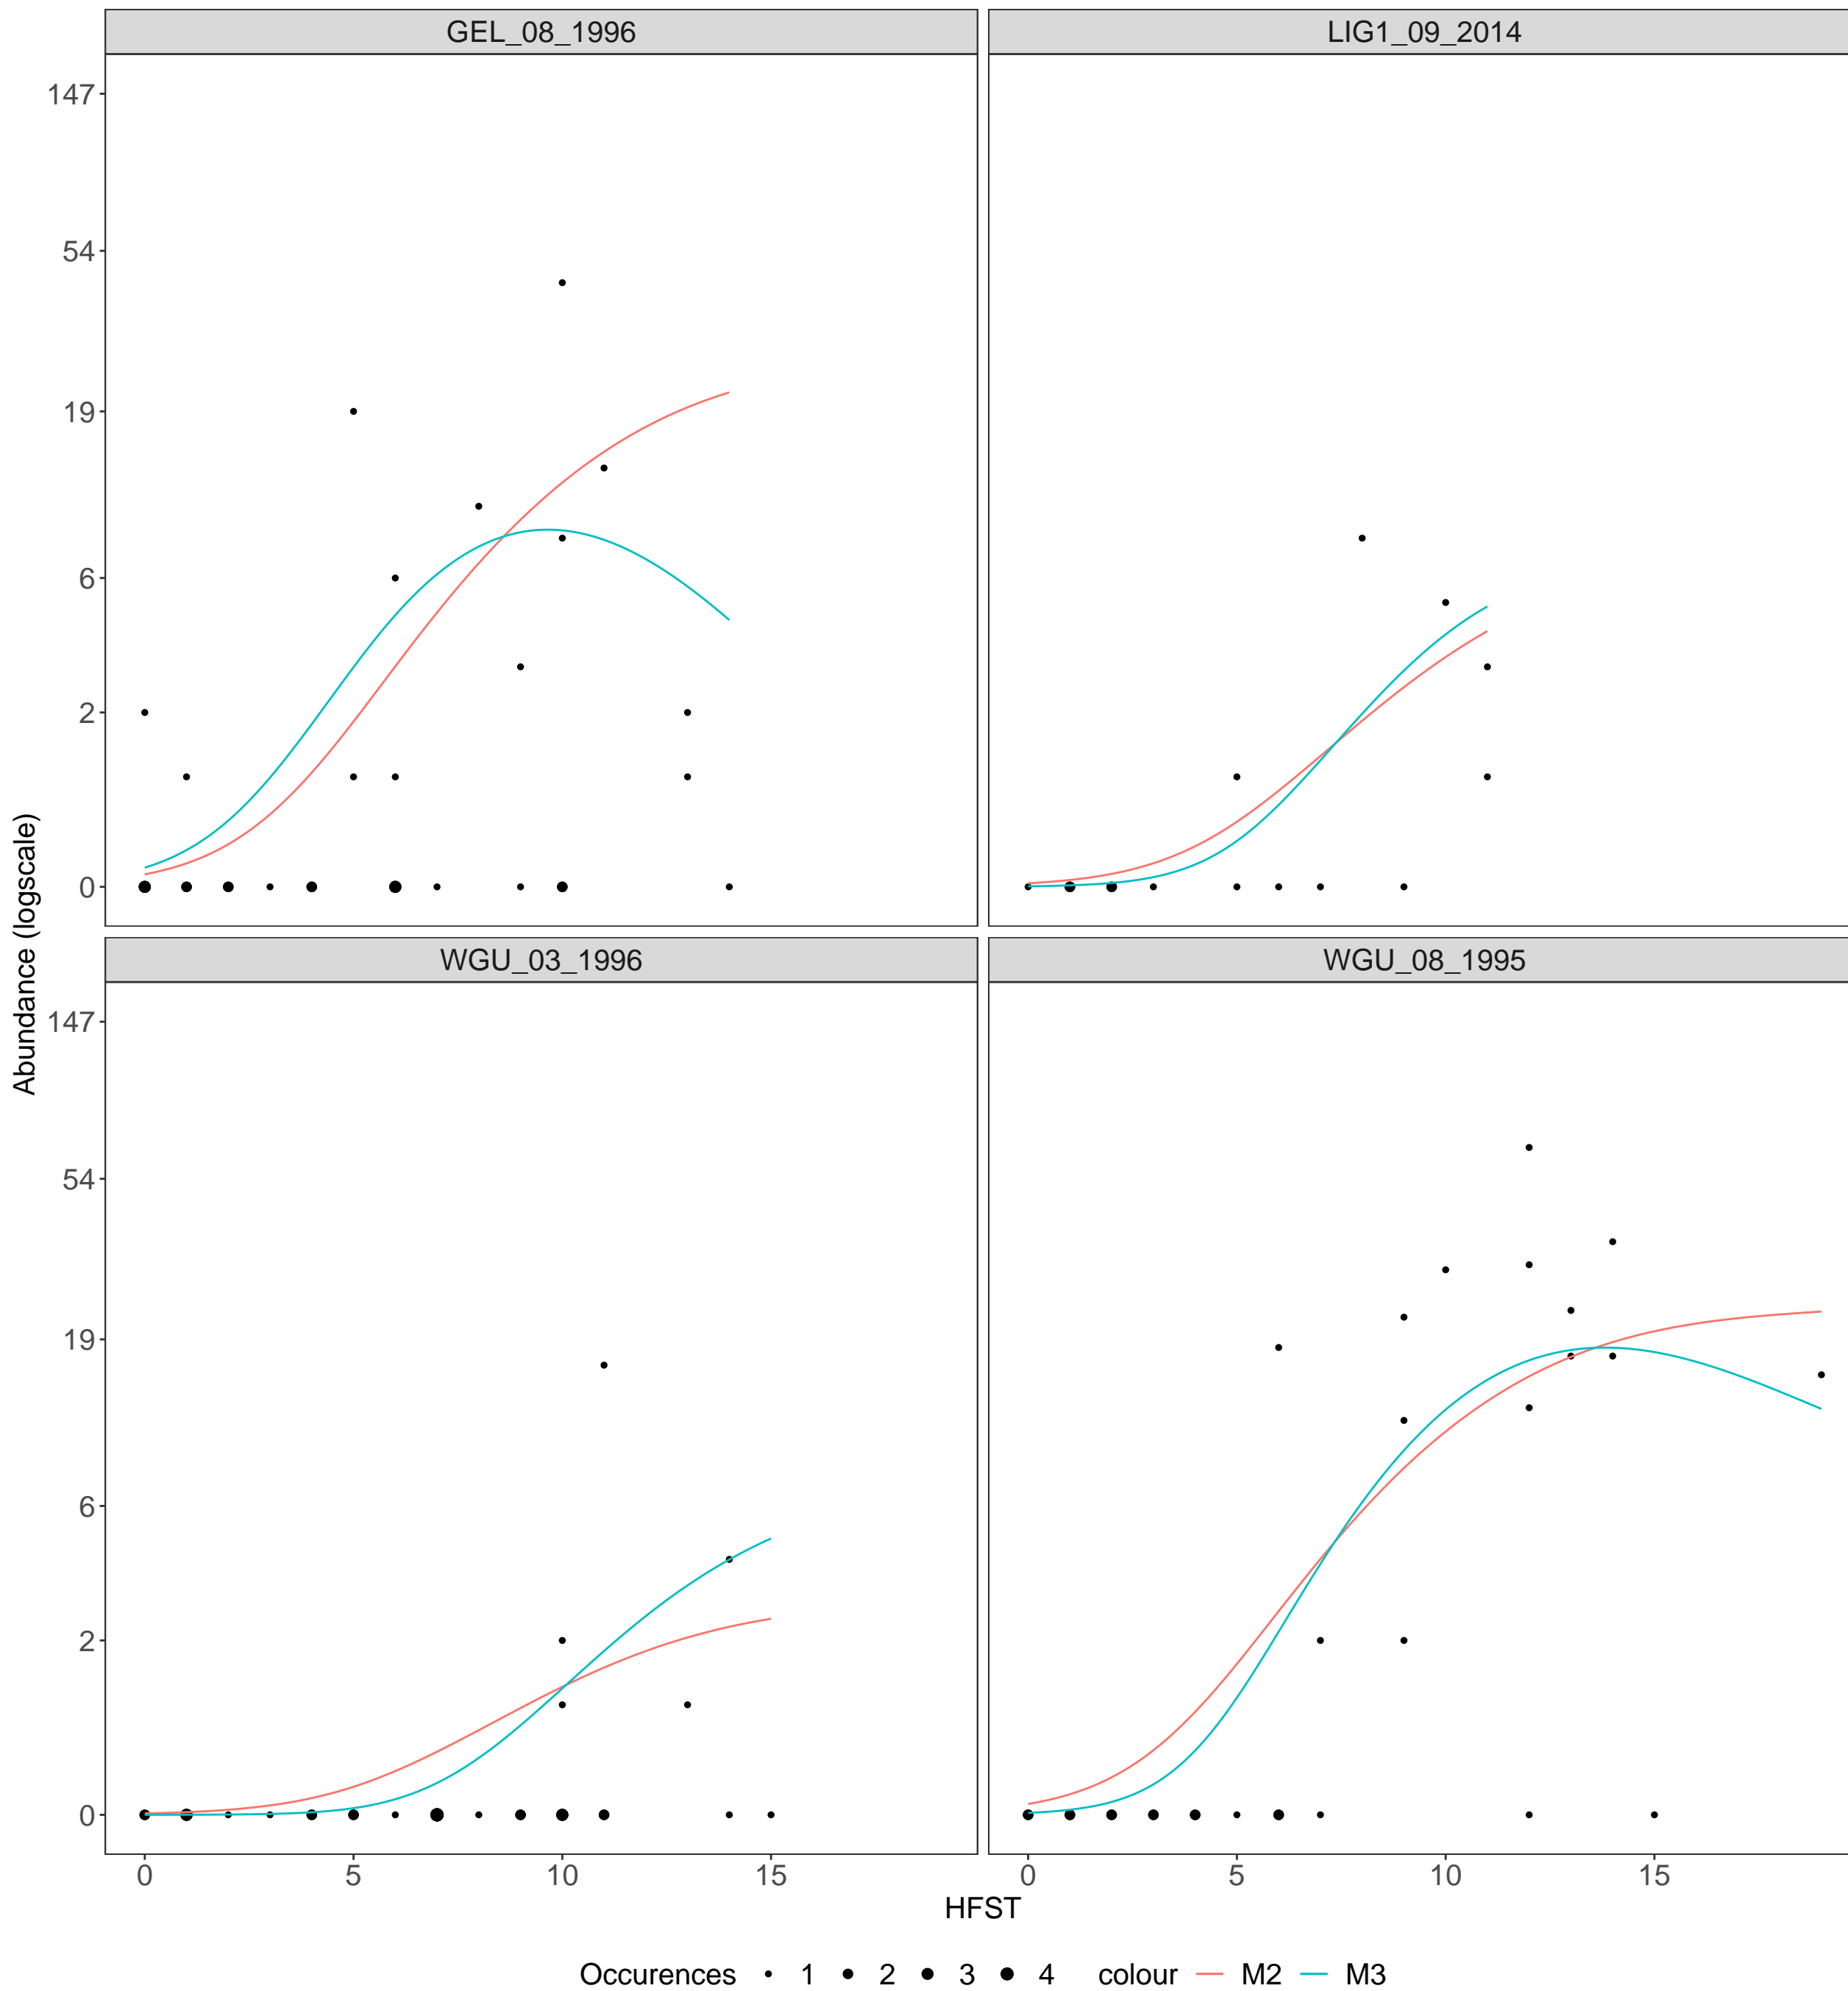 GEL_08_1996 LIG1_09_2014
147
54
19
6
2
0
WGU_03_1996 WGU_08_1995
Abundance (logscale)
147
54
19
6
2
0
0 5 10 15 0 5 10 15
HFST
Occurences 1 2 3 4 colour M2 M3